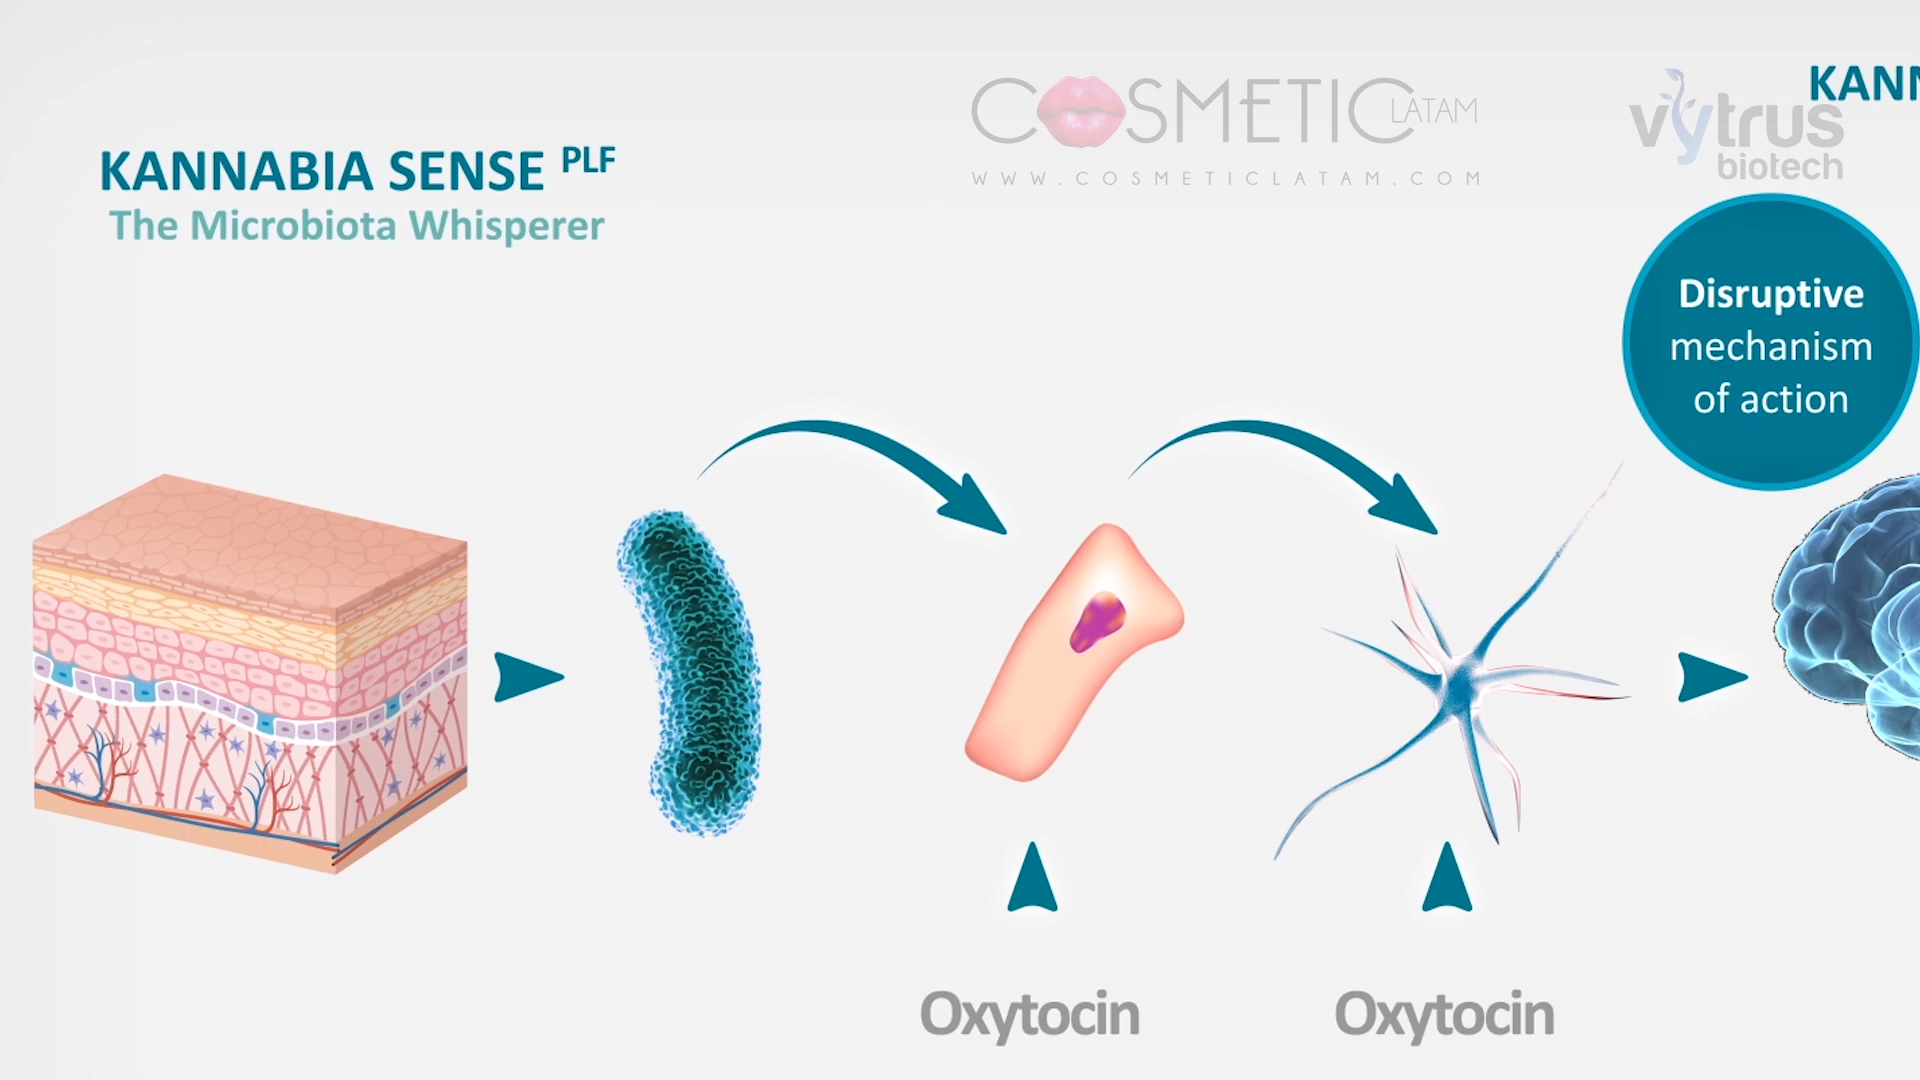 KANNABIA SENSE PLF
The Microbiota Whisperer
COSMETIC LATAM
WWW.COSMETICLATAM.COM
KANN
vytrus
biotech
Disruptive
mechanism
of action
Oxytocin
Oxytocin